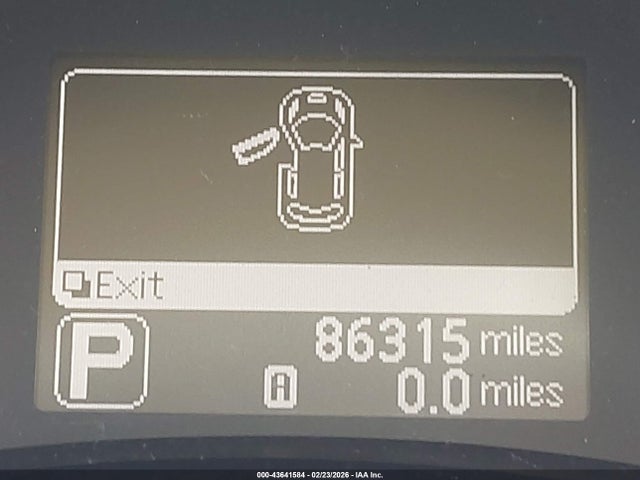 Exit
P
86315 miles
A 0.0 miles
000-43641584 - 02/23/2026 - IAA Inc.